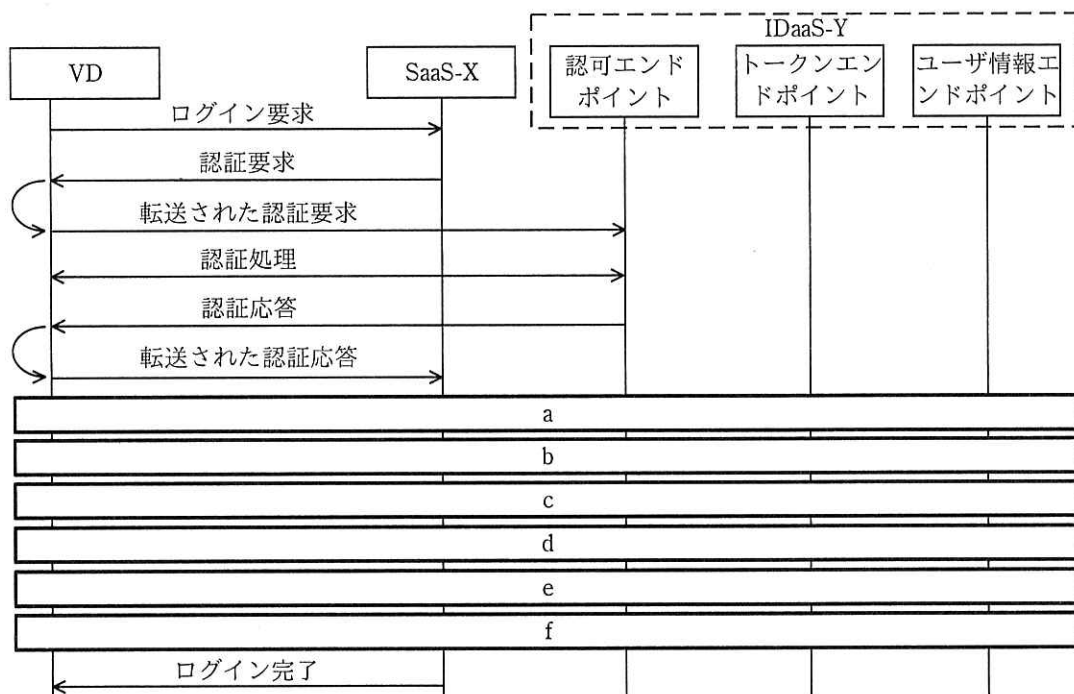 IDaaS-Y
VD
SaaS-X
認可エンド
ポイント
トークンエン
ドポイント
ユーザ情報エ
ンドポイント
ログイン要求
認証要求
転送された認証要求
認証処理
認証応答
転送された認証応答
a
b
c
d
e
f
ログイン完了